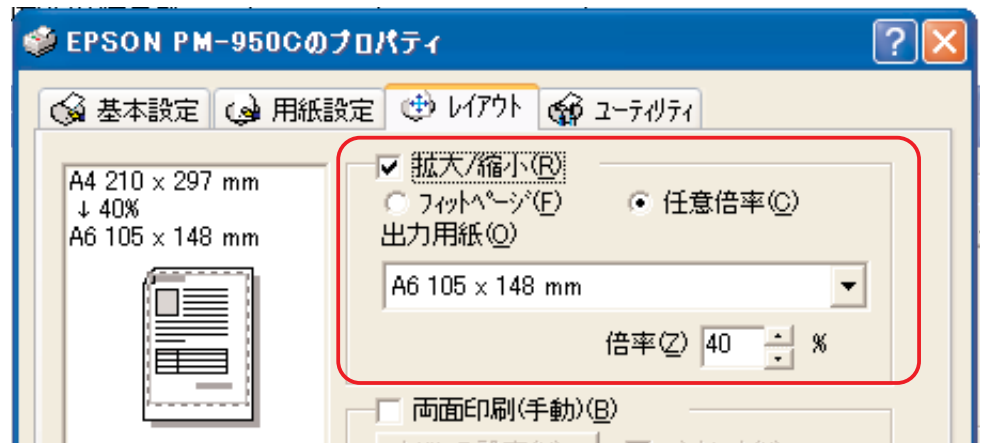 EPSON PM-950Cのプロパティ
基本設定 用紙設定 レイアウト ユーティリティ
A4 210 x 297 mm
↓ 40%
A6 105 x 148 mm
拡大/縮小(R)
フィットページ(F) 任意倍率(C)
出力用紙(O)
A6 105 x 148 mm
倍率(Z) 40 %
両面印刷(手動)(B)